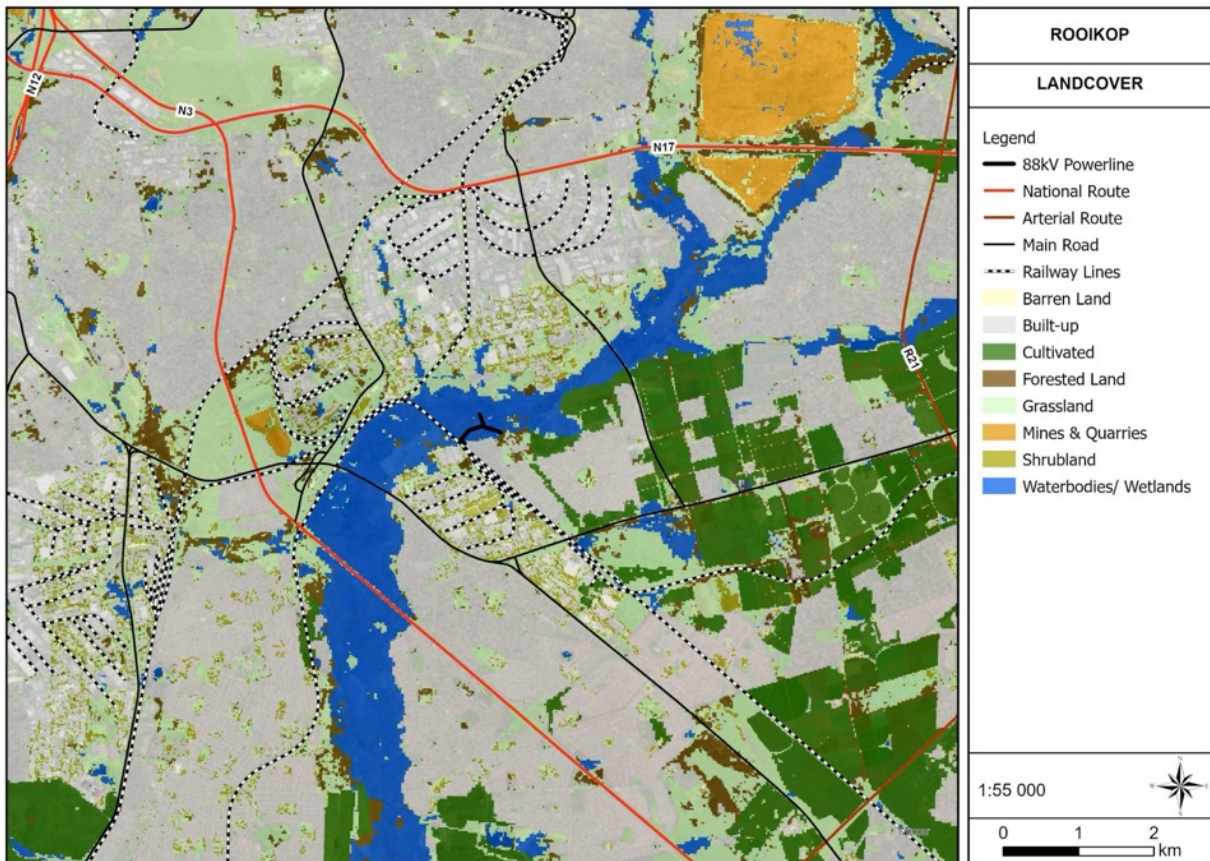 ROOIKOP
LANDCOVER
Legend
88kV Powerline
National Route
Arterial Route
Main Road
Railway Lines
Barren Land
Built-up
Cultivated
Forested Land
Grassland
Mines & Quarries
Shrubland
Waterbodies/ Wetlands
1:55 000
N
W
E
S
0 1 2
km
N12
N3
N17
R21